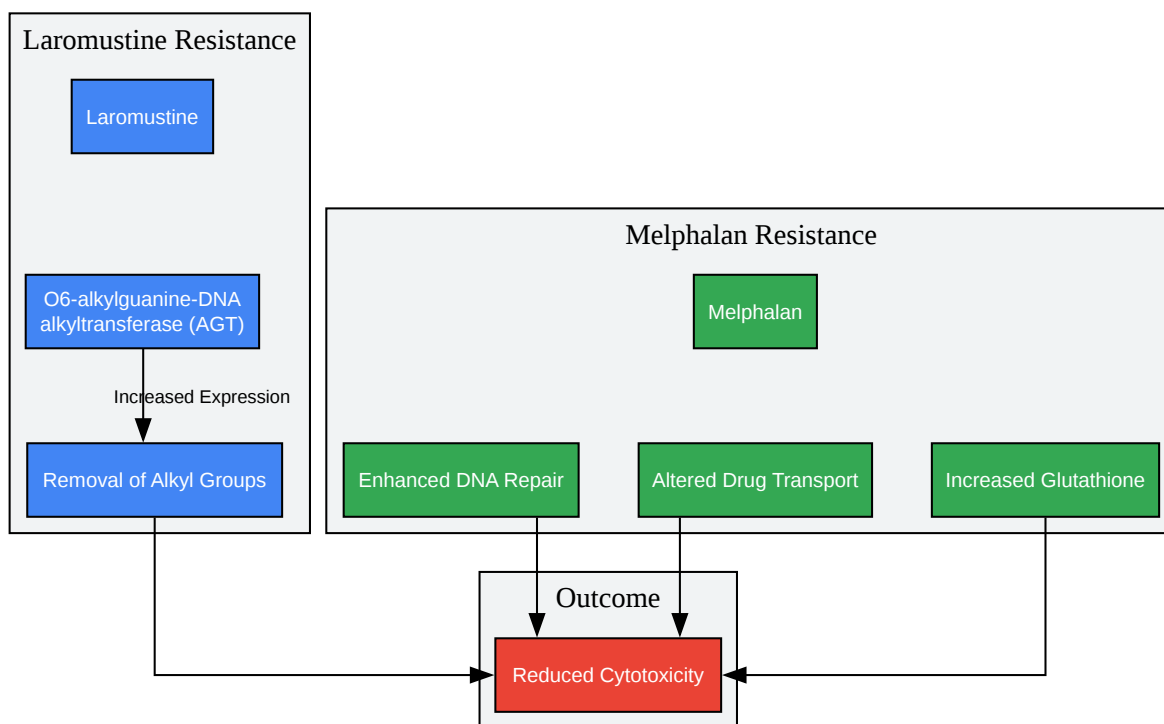 Laromustine Resistance
Laromustine
O6-alkylguanine-DNA
alkyltransferase (AGT)
Increased Expression
Removal of Alkyl Groups
Melphalan Resistance
Melphalan
Enhanced DNA Repair
Altered Drug Transport
Increased Glutathione
Outcome
Reduced Cytotoxicity